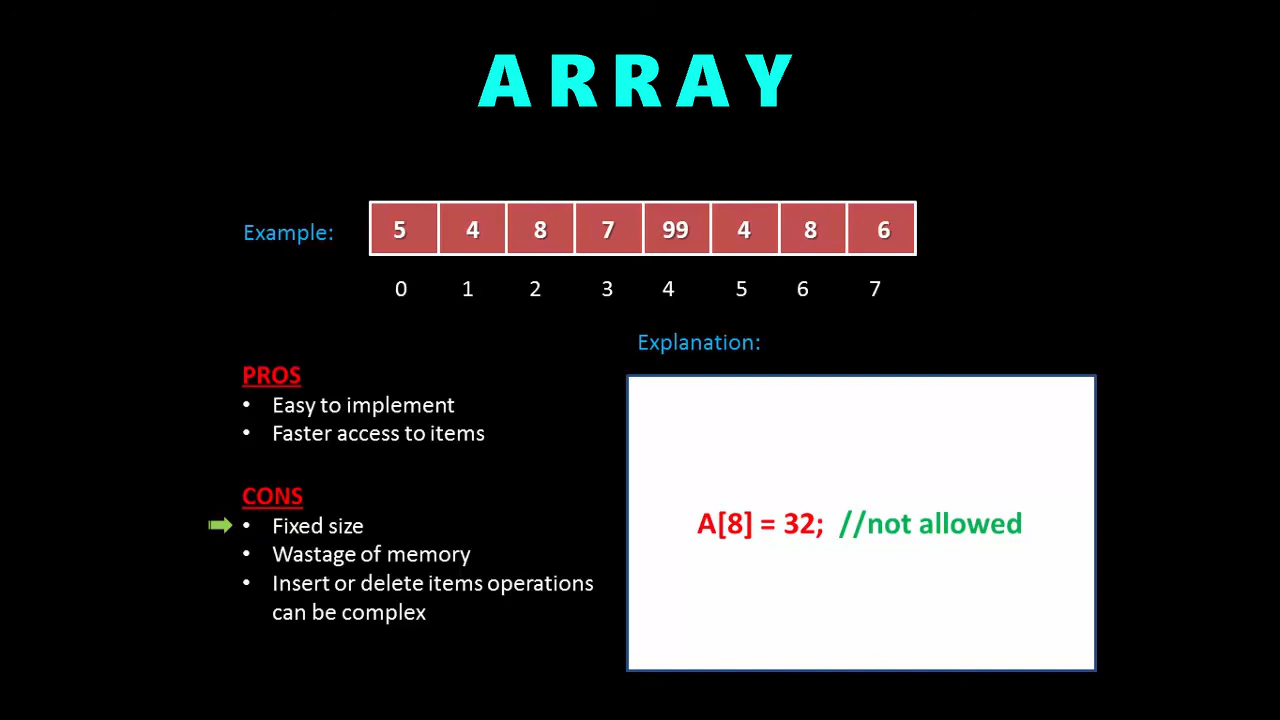 ARRAY
Example: 5 4 8 7 99 4 8 6
0 1 2 3 4 5 6 7
Explanation:
PROS
• Easy to implement
• Faster access to items
CONS
• Fixed size
• Wastage of memory
• Insert or delete items operations
can be complex
A[8] = 32; //not allowed